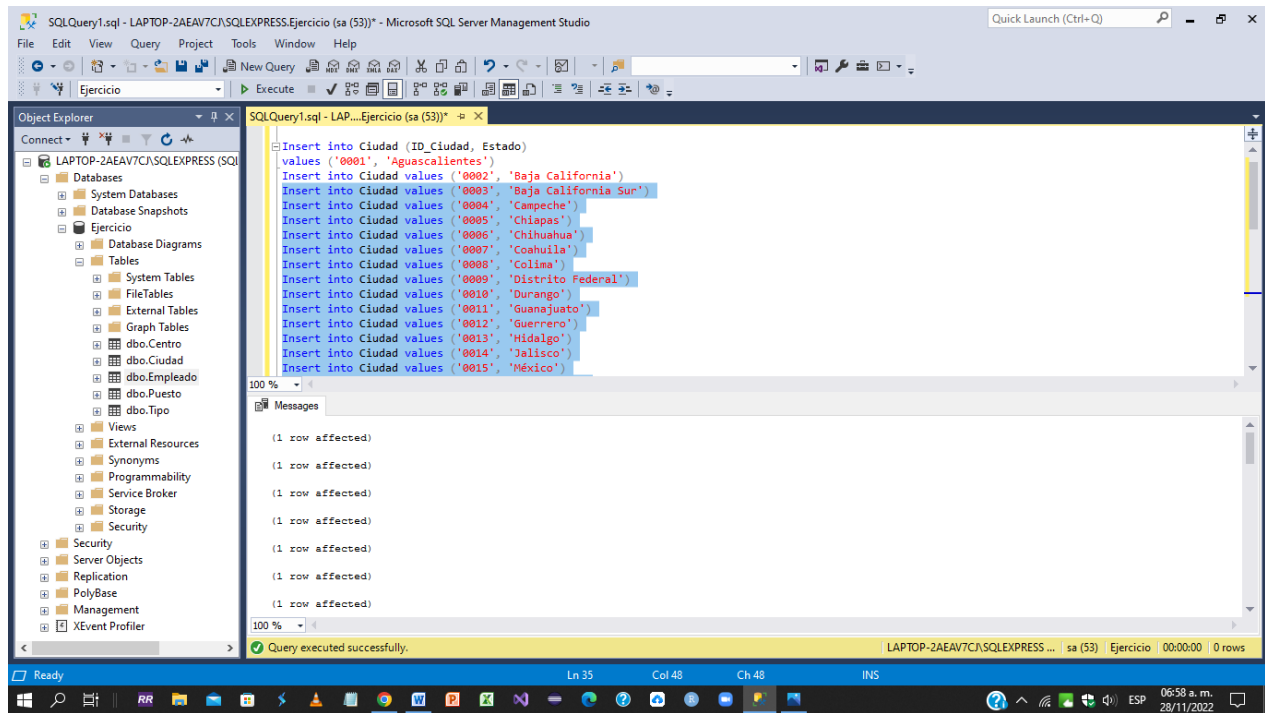 SQLQuery1.sql - LAPTOP-2AEAV7CJ\SQLEXPRESS.Ejercicio (sa (53))* - Microsoft SQL Server Management Studio
Quick Launch (Ctrl+Q)
File Edit View Query Project Tools Window Help
New Query
Ejercicio
Execute
Object Explorer
SQLQuery1.sql - LAP....Ejercicio (sa (53))*
Connect
LAPTOP-2AEAV7CJ\SQLEXPRESS (SQL
Databases
System Databases
Database Snapshots
Ejercicio
Database Diagrams
Tables
System Tables
FileTables
External Tables
Graph Tables
dbo.Centro
dbo.Ciudad
dbo.Empleado
dbo.Puesto
dbo.Tipo
Views
External Resources
Synonyms
Programmability
Service Broker
Storage
Security
Security
Server Objects
Replication
PolyBase
Management
XEvent Profiler
Insert into Ciudad (ID_Ciudad, Estado)
values ('0001', 'Aguascalientes')
Insert into Ciudad values ('0002', 'Baja California')
Insert into Ciudad values ('0003', 'Baja California Sur')
Insert into Ciudad values ('0004', 'Campeche')
Insert into Ciudad values ('0005', 'Chiapas')
Insert into Ciudad values ('0006', 'Chihuahua')
Insert into Ciudad values ('0007', 'Coahuila')
Insert into Ciudad values ('0008', 'Colima')
Insert into Ciudad values ('0009', 'Distrito Federal')
Insert into Ciudad values ('0010', 'Durango')
Insert into Ciudad values ('0011', 'Guanajuato')
Insert into Ciudad values ('0012', 'Guerrero')
Insert into Ciudad values ('0013', 'Hidalgo')
Insert into Ciudad values ('0014', 'Jalisco')
Insert into Ciudad values ('0015', 'México')
100 %
Messages
(1 row affected)
(1 row affected)
(1 row affected)
(1 row affected)
(1 row affected)
(1 row affected)
(1 row affected)
100 %
Query executed successfully.
LAPTOP-2AEAV7CJ\SQLEXPRESS ... sa (53) Ejercicio 00:00:00 0 rows
Ready
Ln 35 Col 48 Ch 48 INS
ESP
06:58 a. m.
28/11/2022